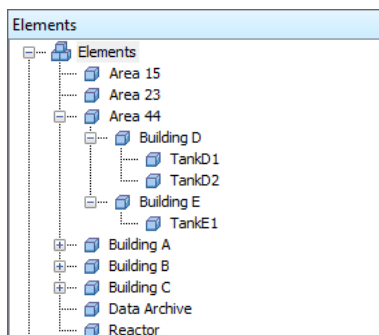 Elements
Elements
Area 15
Area 23
Area 44
Building D
TankD1
TankD2
Building E
TankE1
Building A
Building B
Building C
Data Archive
Reactor